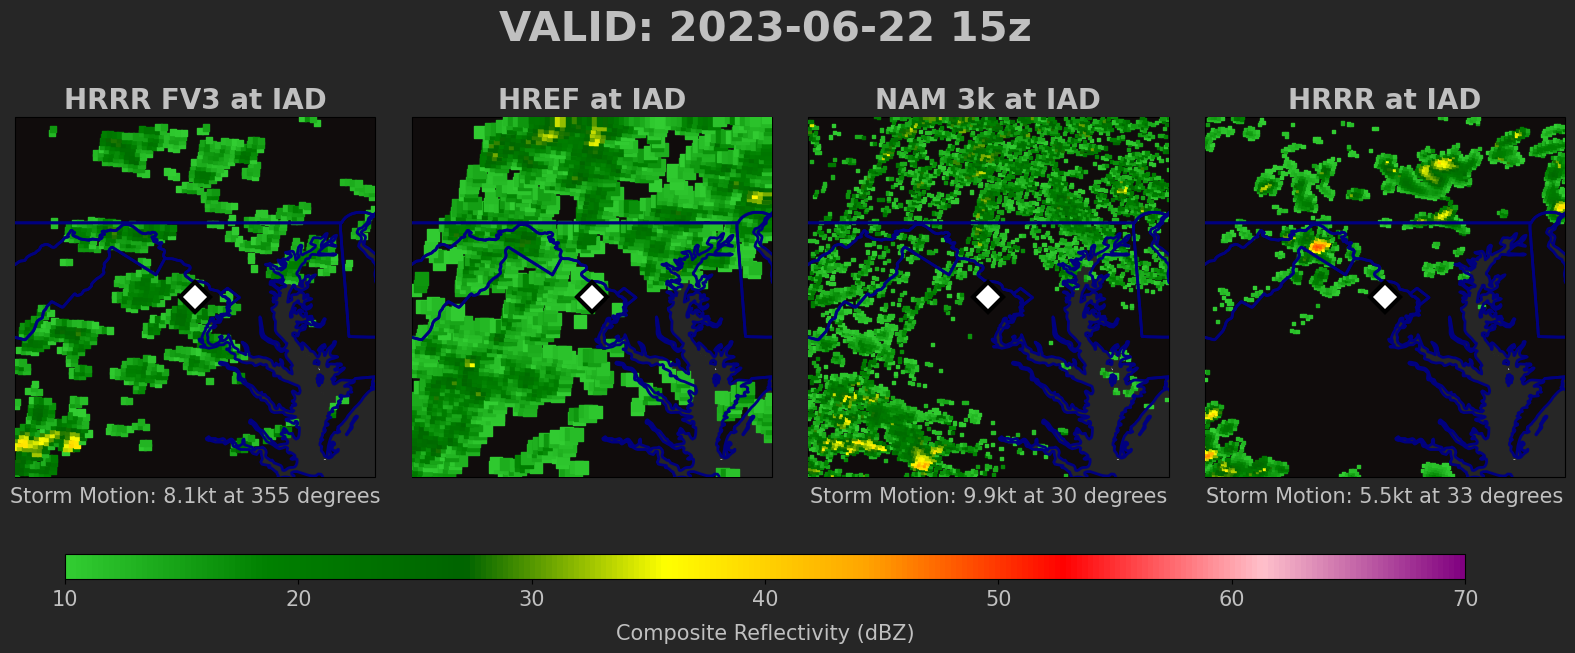 VALID: 2023-06-22 15z
HRRR FV3 at IAD
HREF at IAD
NAM 3k at IAD
HRRR at IAD
Storm Motion: 8.1kt at 355 degrees
Storm Motion: 9.9kt at 30 degrees
Storm Motion: 5.5kt at 33 degrees
10 20 30 40 50 60 70
Composite Reflectivity (dBZ)